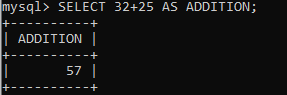 mysql> SELECT 32+25 AS ADDITION;
+----------+
| ADDITION |
+----------+
|       57 |
+----------+